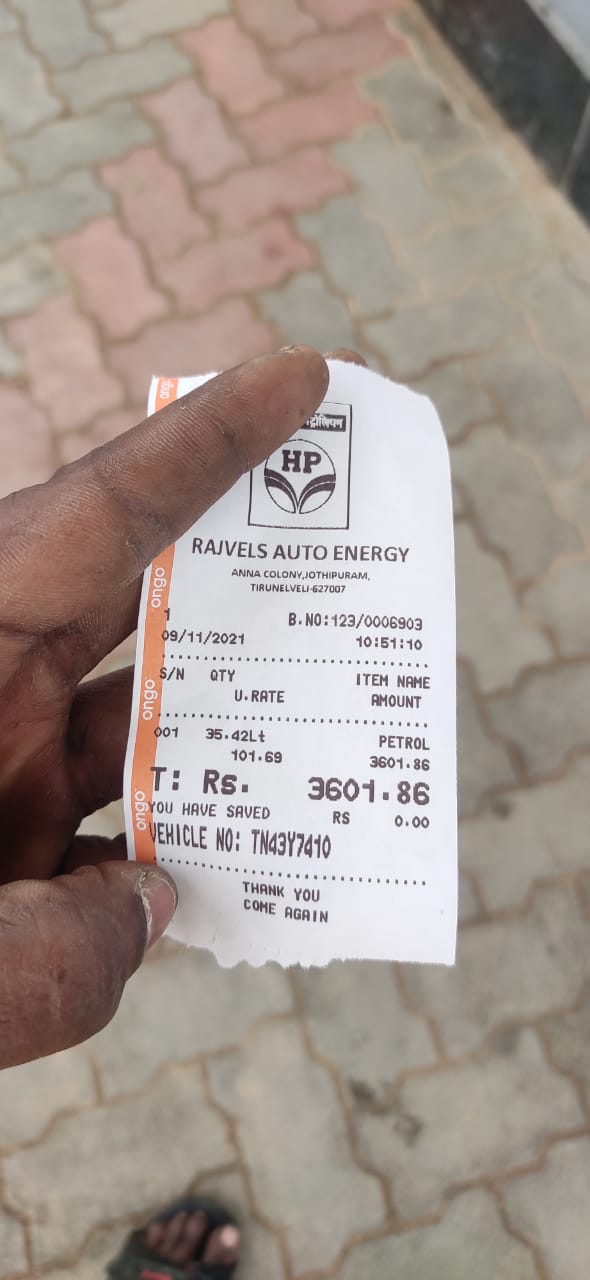 ongo
ट्रोलियम
HP
RAJVELS AUTO ENERGY
ANNA COLONY,JOTHIPURAM,
TIRUNELVELI-627007
ongo
1 B.NO:123/0006903
09/11/2021 10:51:10
S/N QTY ITEM NAME
U.RATE AMOUNT
ongo
001 35.42Lt PETROL
101.69 3601.86
T: Rs. 3601.86
YOU HAVE SAVED RS 0.00
ongo
VEHICLE NO: TN43Y7410
THANK YOU
COME AGAIN